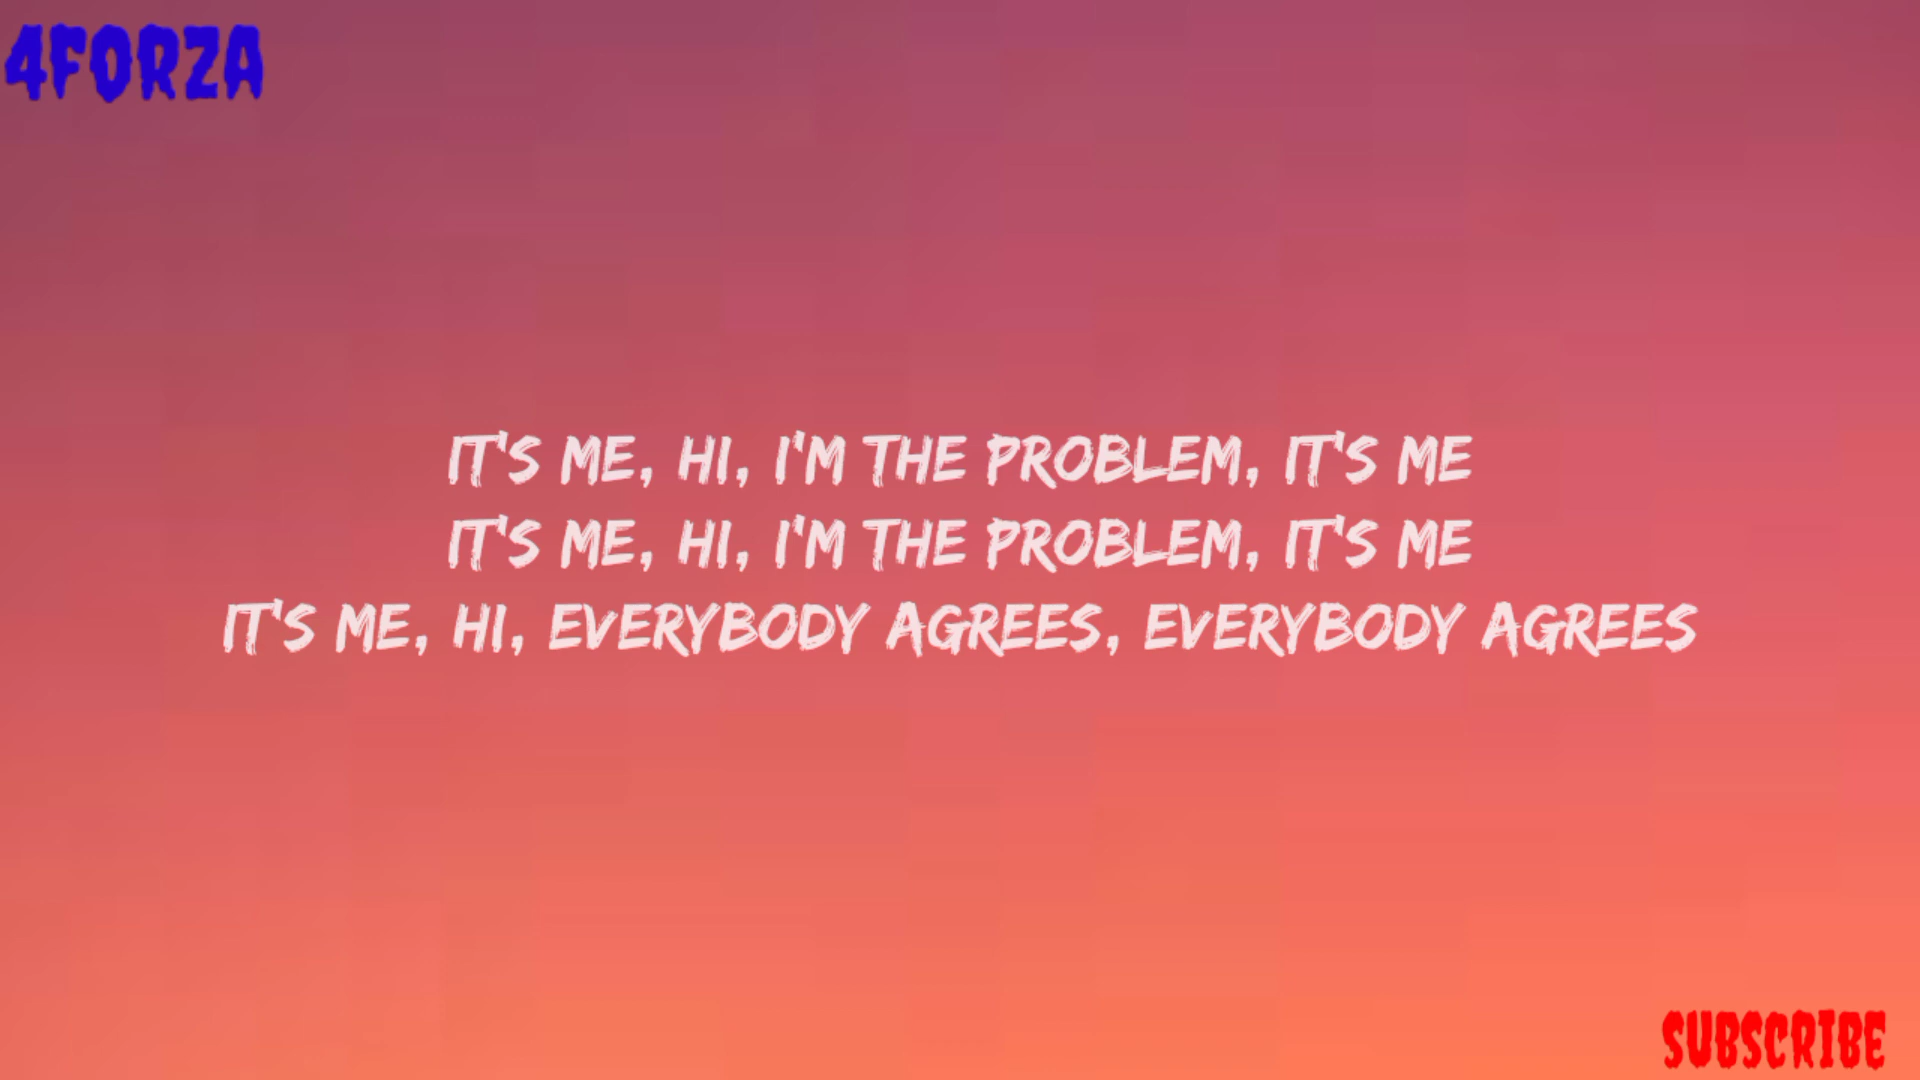 4FORZA
IT'S ME, HI, I'M THE PROBLEM, IT'S ME
IT'S ME, HI, I'M THE PROBLEM, IT'S ME
IT'S ME, HI, EVERYBODY AGREES, EVERYBODY AGREES
SUBSCRIBE